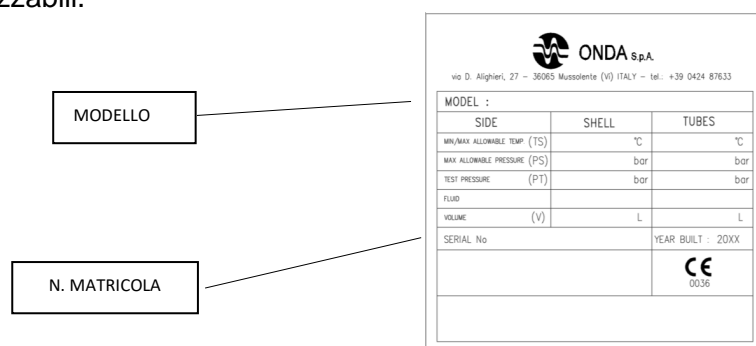 zzabili.
ONDA S.p.A.
via D. Alighieri, 27 – 36065 Mussolente (VI) ITALY – tel.: +39 0424 87633
MODELLO
MODEL :
SIDE SHELL TUBES
MIN/MAX ALLOWABLE TEMP. (TS) °C °C
MAX ALLOWABLE PRESSURE (PS) bar bar
TEST PRESSURE (PT) bar bar
FLUID
VOLUME (V) L L
SERIAL No YEAR BUILT : 20XX
N. MATRICOLA
CE
0036